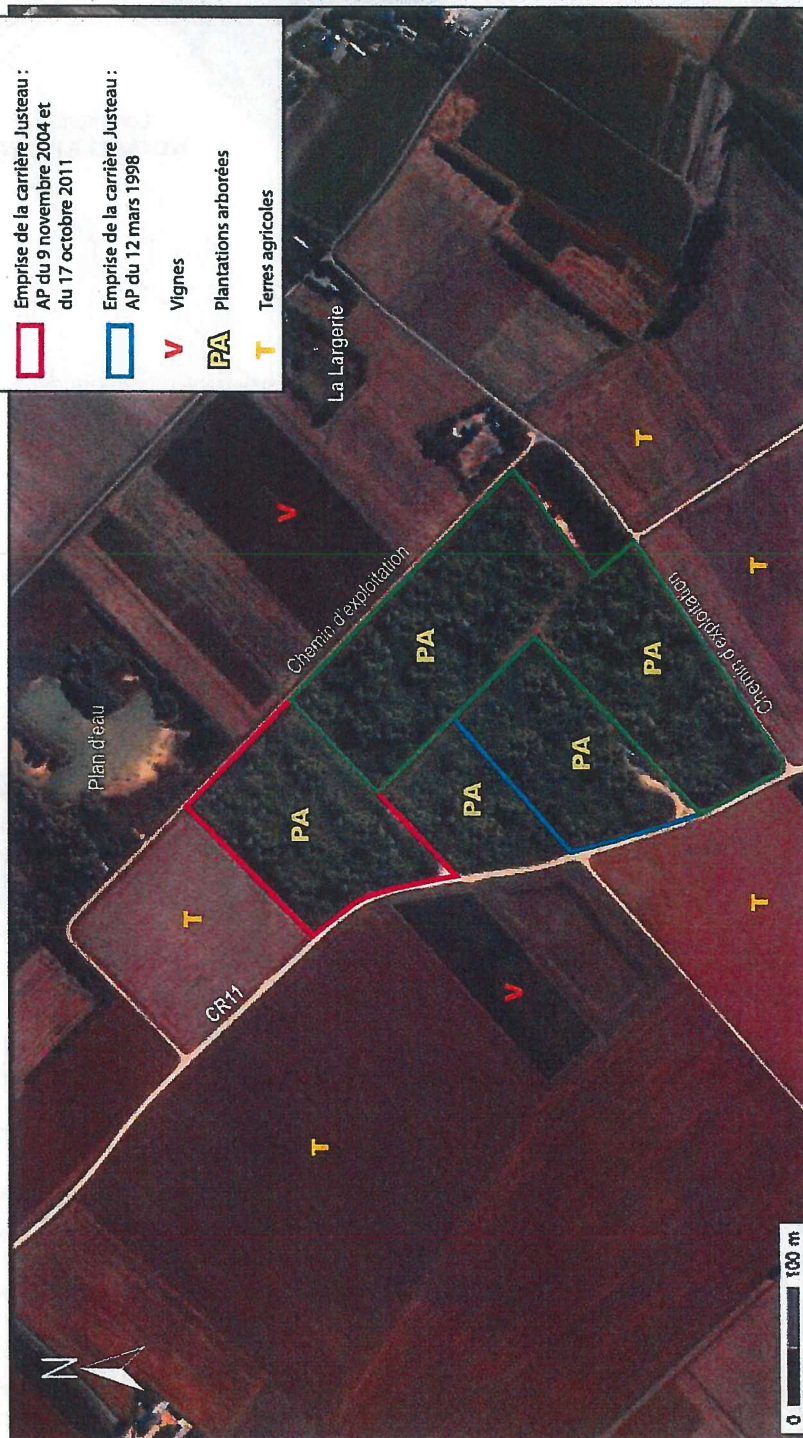 Emprise de la carrière Justeau :
AP du 9 novembre 2004 et
du 17 octobre 2011
Emprise de la carrière Justeau :
AP du 12 mars 1998
V Vignes
PA Plantations arborées
T Terres agricoles
N
Plan d'eau
La Largerie
V
Chemin d'exploitation
T
CR11
PA
PA
T
PA
PA
PA
T
V
Chemin d'exploitation
T
T
0 100 m